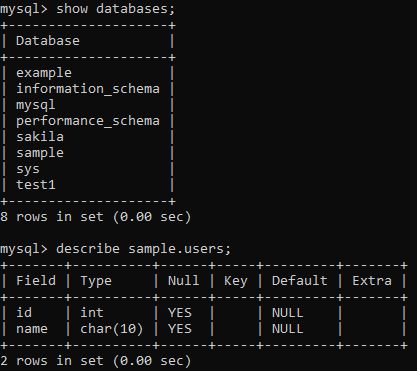 mysql> show databases;
+--------------------+
| Database           |
+--------------------+
| example            |
| information_schema |
| mysql              |
| performance_schema |
| sakila             |
| sample             |
| sys                |
| test1              |
+--------------------+
8 rows in set (0.00 sec)
mysql> describe sample.users;
+-------+----------+------+-----+---------+-------+
| Field | Type     | Null | Key | Default | Extra |
+-------+----------+------+-----+---------+-------+
| id    | int      | YES  |     | NULL    |       |
| name  | char(10) | YES  |     | NULL    |       |
+-------+----------+------+-----+---------+-------+
2 rows in set (0.00 sec)